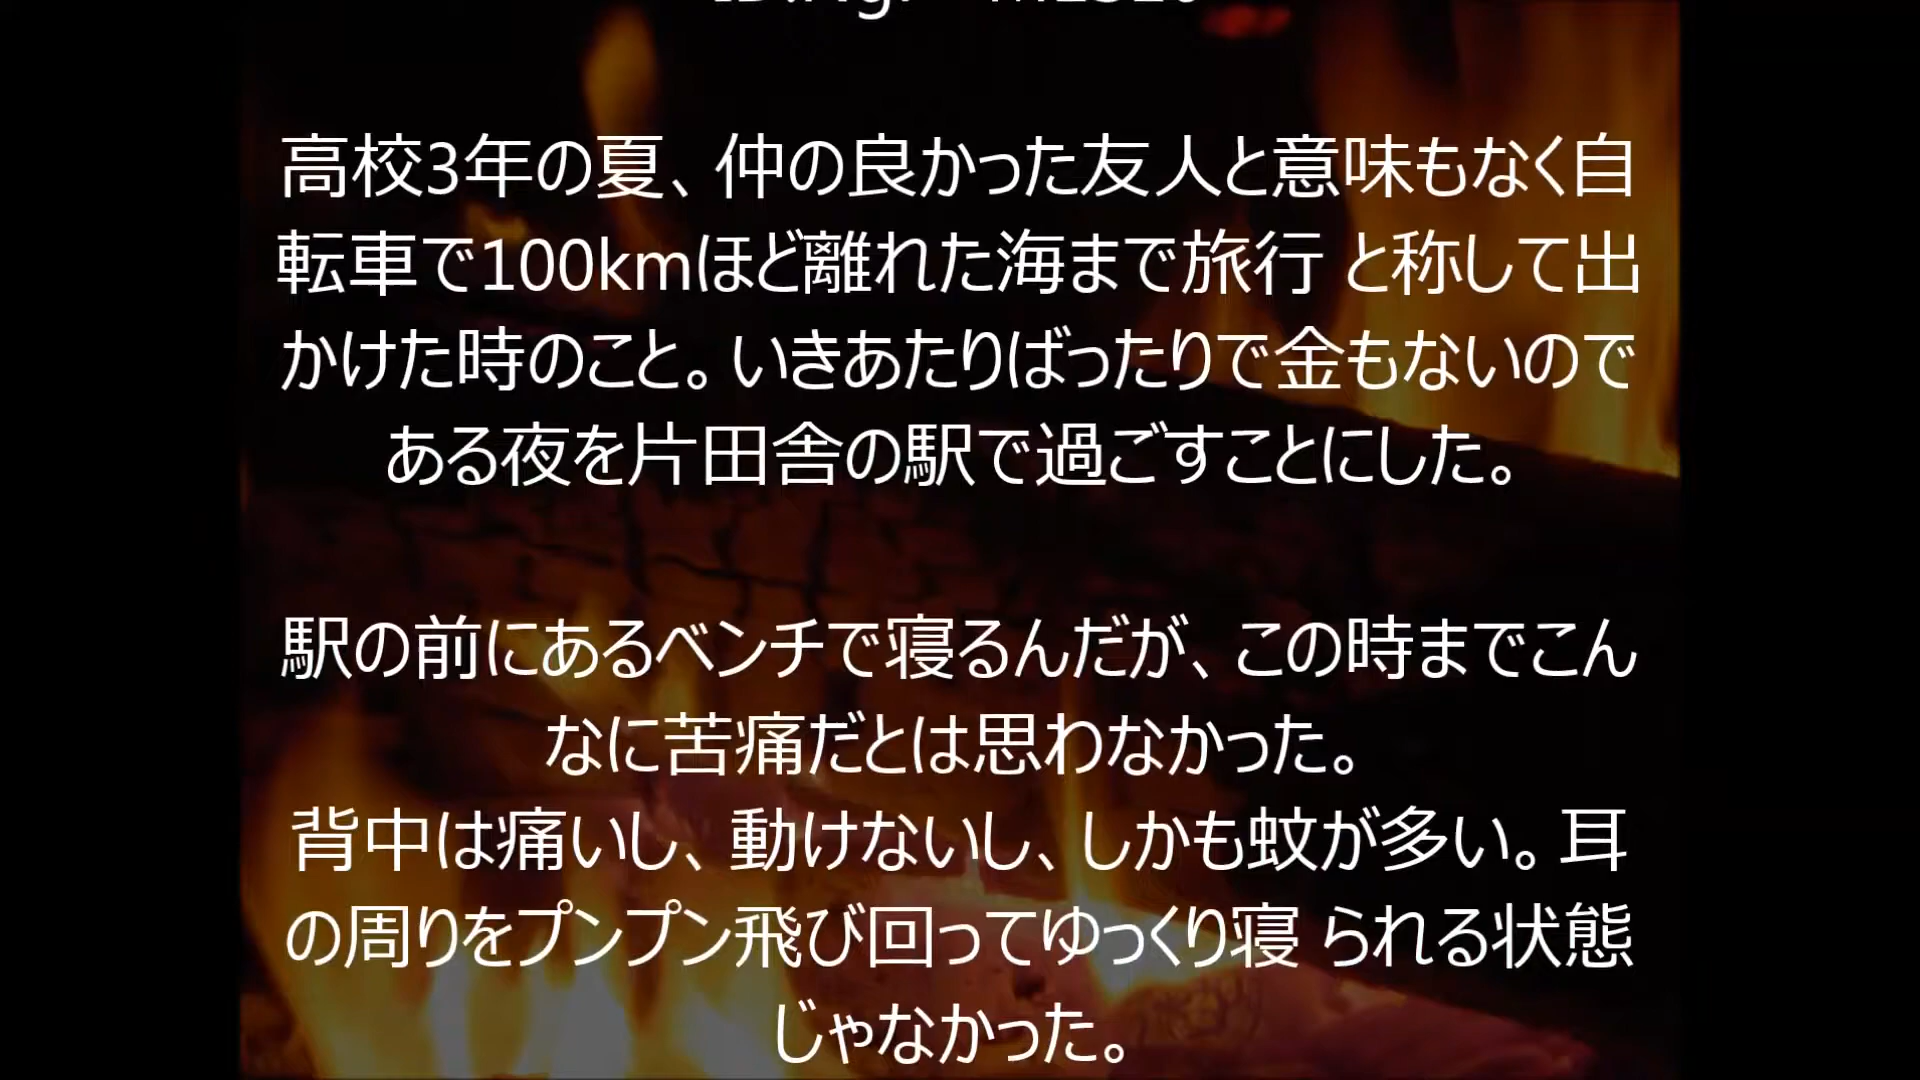 高校3年の夏、仲の良かった友人と意味もなく自
転車で100kmほど離れた海まで旅行 と称して出
かけた時のこと。いきあたりばったりで金もないので
ある夜を片田舎の駅で過ごすことにした。
駅の前にあるベンチで寝るんだが、この時までこん
なに苦痛だとは思わなかった。
背中は痛いし、動けないし、しかも蚊が多い。耳
の周りをプンプン飛び回ってゆっくり寝 られる状態
じゃなかった。